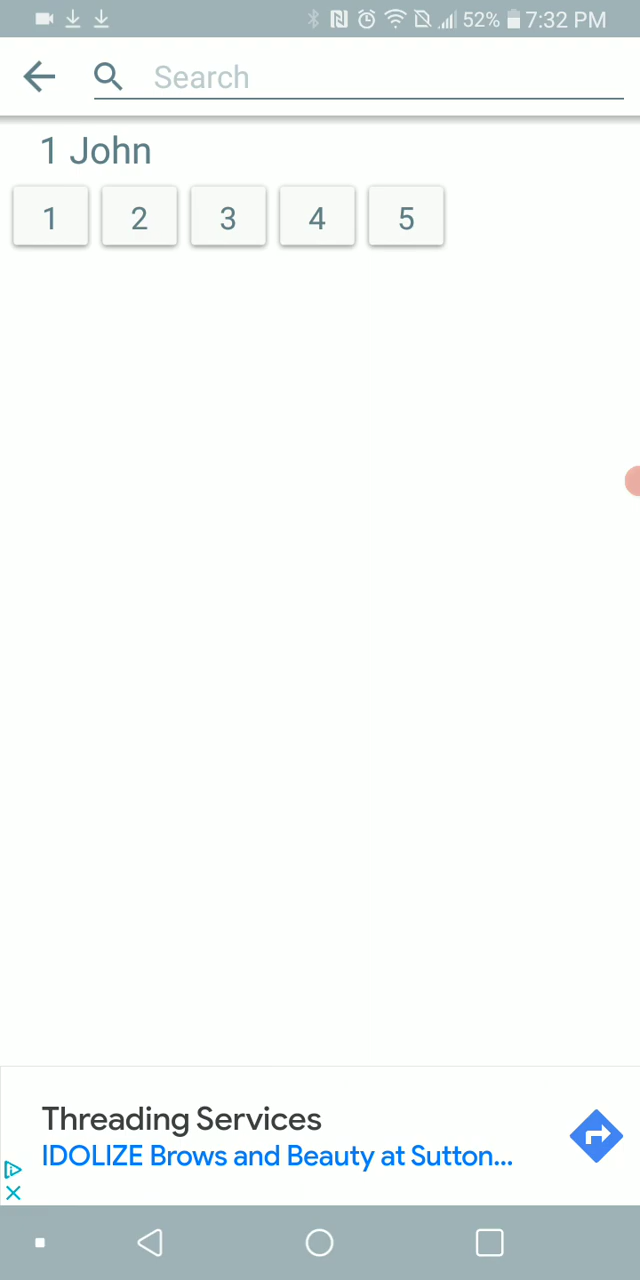 52% 7:32 PM
Search
1 John
1 2 3 4 5
Threading Services
IDOLIZE Brows and Beauty at Sutton...